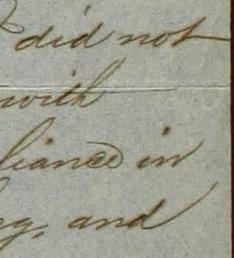 did not
with
liance in
g, and